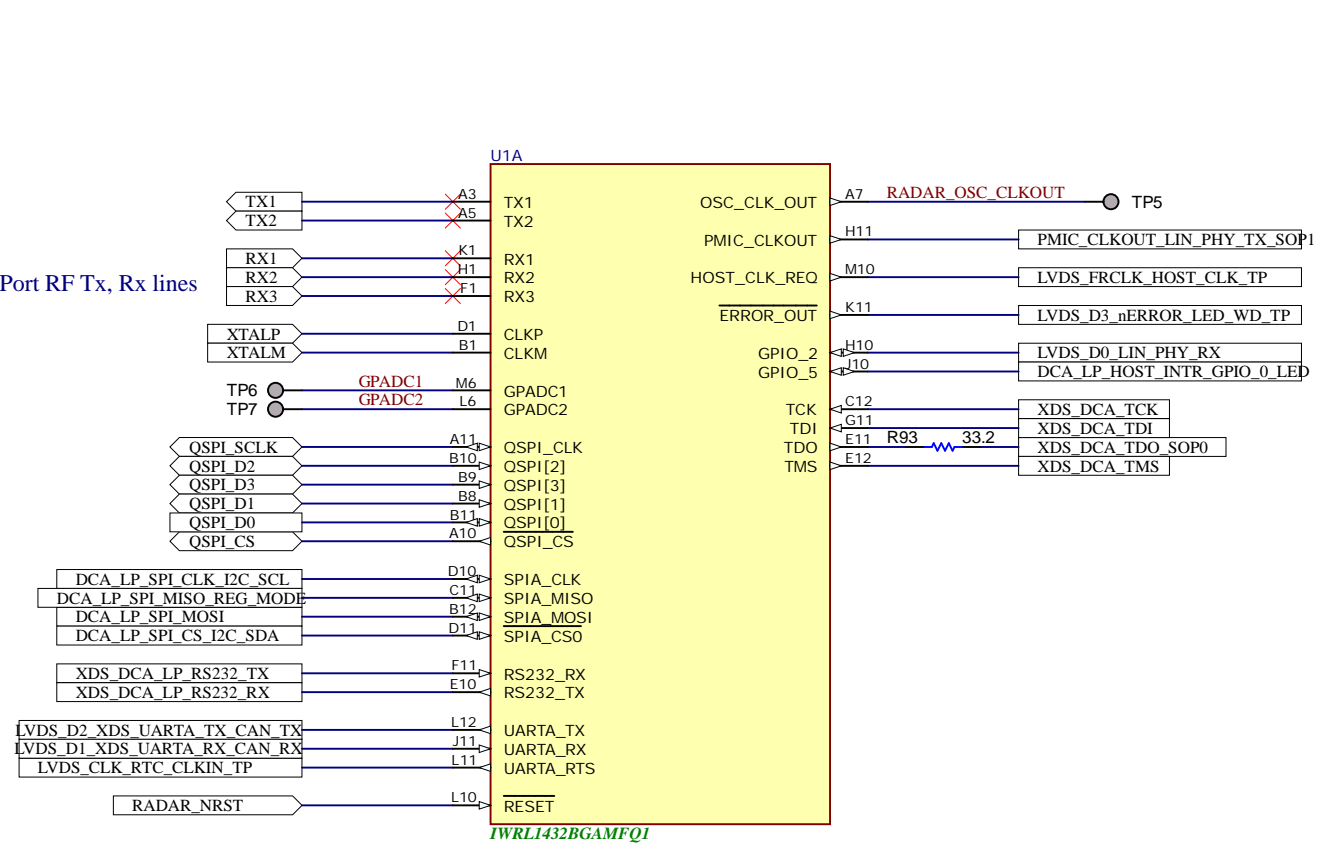 U1A
TX1 A3 TX1 OSC_CLK_OUT A7 RADAR_OSC_CLKOUT TP5
TX2 A5 TX2
PMIC_CLKOUT H11 PMIC_CLKOUT_LIN_PHY_TX_SOP1
RX1 K1 RX1
Port RF Tx, Rx lines RX2 H1 RX2 HOST_CLK_REQ M10 LVDS_FRCLK_HOST_CLK_TP
RX3 F1 RX3
ERROR_OUT K11 LVDS_D3_nERROR_LED_WD_TP
XTALP D1 CLKP
XTALM B1 CLKM GPIO_2 H10 LVDS_D0_LIN_PHY_RX
GPIO_5 J10 DCA_LP_HOST_INTR_GPIO_0_LED
TP6 GPADC1 M6 GPADC1
TP7 GPADC2 L6 GPADC2 TCK C12 XDS_DCA_TCK
TDI G11 XDS_DCA_TDI
QSPI_SCLK A11 QSPI_CLK TDO E11 R93 33.2 XDS_DCA_TDO_SOP0
QSPI_D2 B10 QSPI[2] TMS E12 XDS_DCA_TMS
QSPI_D3 B9 QSPI[3]
QSPI_D1 B8 QSPI[1]
QSPI_D0 B11 QSPI[0]
QSPI_CS A10 QSPI_CS
DCA_LP_SPI_CLK_I2C_SCL D10 SPIA_CLK
DCA_LP_SPI_MISO_REG_MODE C11 SPIA_MISO
DCA_LP_SPI_MOSI B12 SPIA_MOSI
DCA_LP_SPI_CS_I2C_SDA D11 SPIA_CS0
XDS_DCA_LP_RS232_TX F11 RS232_RX
XDS_DCA_LP_RS232_RX E10 RS232_TX
LVDS_D2_XDS_UARTA_TX_CAN_TX L12 UARTA_TX
LVDS_D1_XDS_UARTA_RX_CAN_RX J11 UARTA_RX
LVDS_CLK_RTC_CLKIN_TP L11 UARTA_RTS
RADAR_NRST L10 RESET
IWRL1432BGAMFQ1